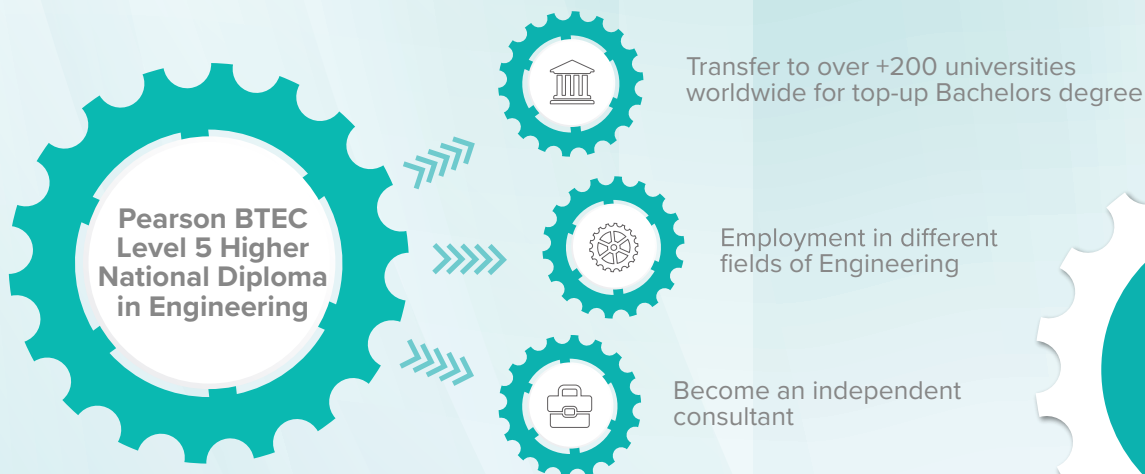 Pearson BTEC
Level 5 Higher
National Diploma
in Engineering
Transfer to over +200 universities
worldwide for top-up Bachelors degree
Employment in different
fields of Engineering
Become an independent
consultant